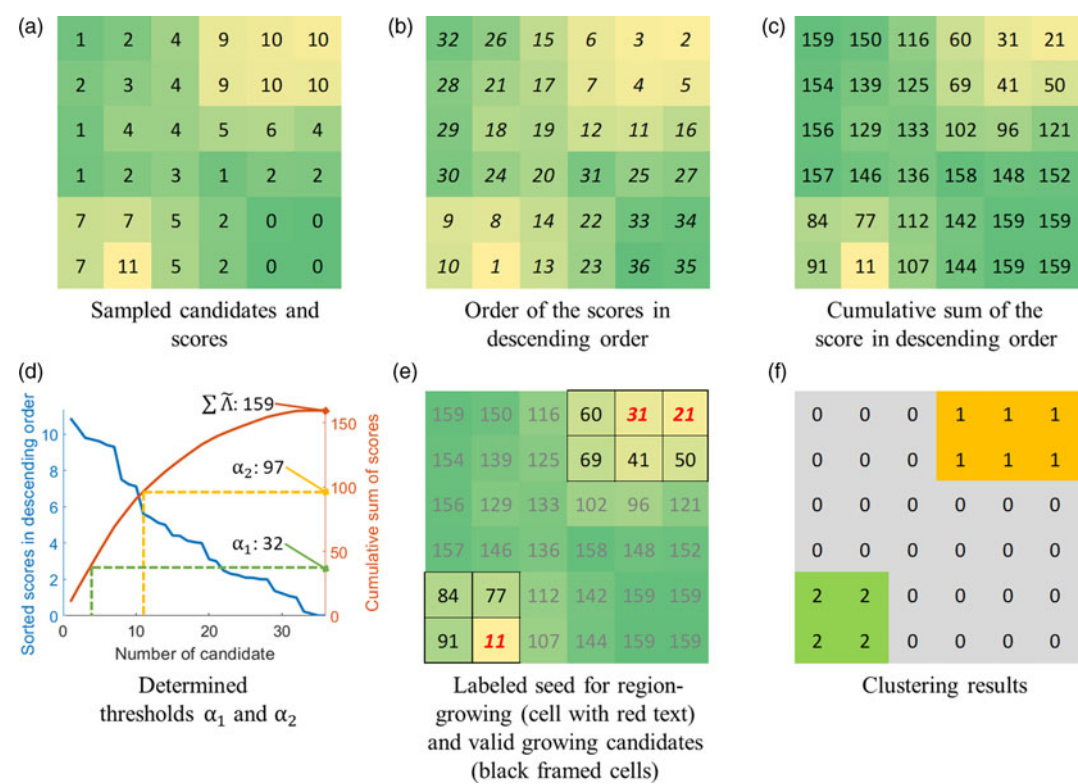 (a)
1 2 4 9 10 10
2 3 4 9 10 10
1 4 4 5 6 4
1 2 3 1 2 2
7 7 5 2 0 0
7 11 5 2 0 0
Sampled candidates and
scores
(b)
32 26 15 6 3 2
28 21 17 7 4 5
29 18 19 12 11 16
30 24 20 31 25 27
9 8 14 22 33 34
10 1 13 23 36 35
Order of the scores in
descending order
(c)
159 150 116 60 31 21
154 139 125 69 41 50
156 129 133 102 96 121
157 146 136 158 148 152
84 77 112 142 159 159
91 11 107 144 159 159
Cumulative sum of the
score in descending order
(d)
Sorted scores in descending order
10
8
6
4
2
0
0 10 20 30
Number of candidate
150
100
50
0
Cumulative sum of scores
∑ Λ̃: 159
α₂: 97
α₁: 32
Determined
thresholds α₁ and α₂
(e)
159 150 116 60 31 21
154 139 125 69 41 50
156 129 133 102 96 121
157 146 136 158 148 152
84 77 112 142 159 159
91 11 107 144 159 159
Labeled seed for region-
growing (cell with red text)
and valid growing candidates
(black framed cells)
(f)
0 0 0 1 1 1
0 0 0 1 1 1
0 0 0 0 0 0
0 0 0 0 0 0
2 2 0 0 0 0
2 2 0 0 0 0
Clustering results